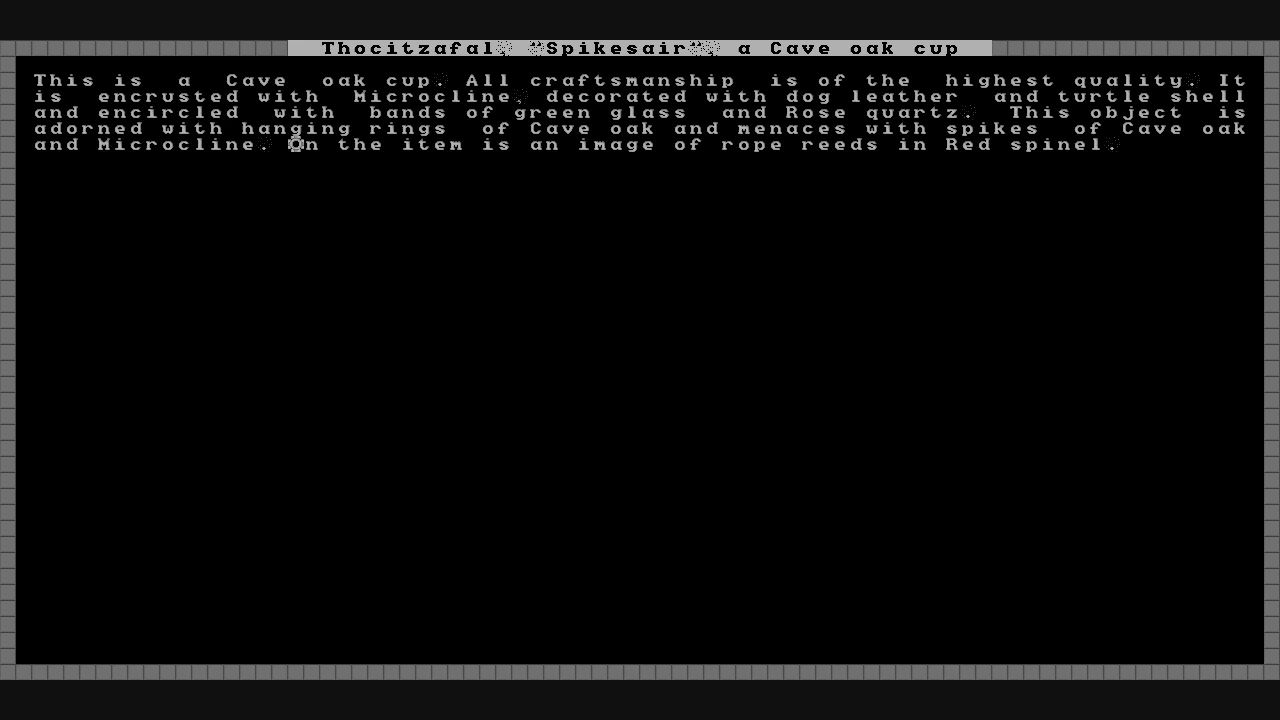 Thocitzafal, "Spikesair", a Cave oak cup
This is a Cave oak cup. All craftsmanship is of the highest quality. It
is encrusted with Microcline, decorated with dog leather and turtle shell
and encircled with bands of green glass and Rose quartz. This object is
adorned with hanging rings of Cave oak and menaces with spikes of Cave oak
and Microcline. On the item is an image of rope reeds in Red spinel.